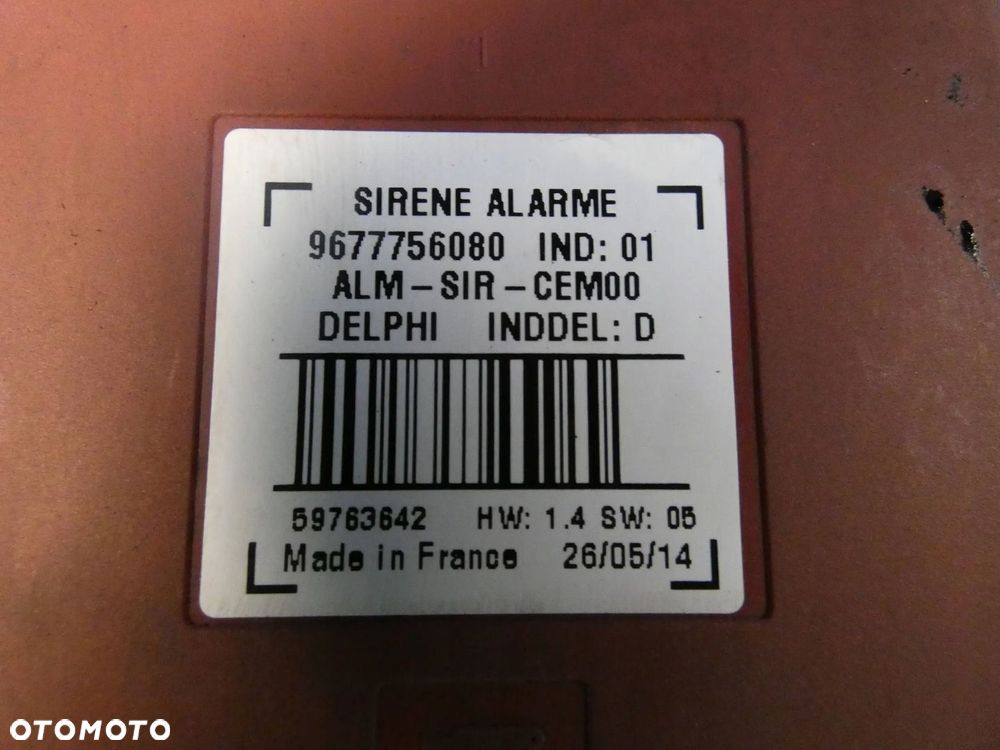 SIRENE ALARME
9677756080 IND: 01
ALM-SIR-CEM00
DELPHI INDDEL: D
59763642 HW: 1.4 SW: 05
Made in France 26/05/14
OTOMOTO